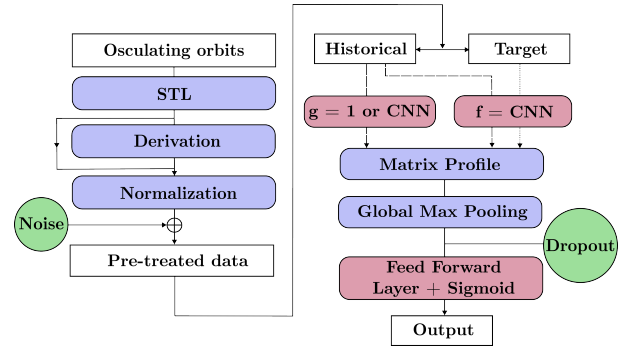 Osculating orbits
STL
Derivation
Normalization
Noise
Pre-treated data
Historical
Target
g = 1 or CNN
f = CNN
Matrix Profile
Global Max Pooling
Dropout
Feed Forward
Layer + Sigmoid
Output